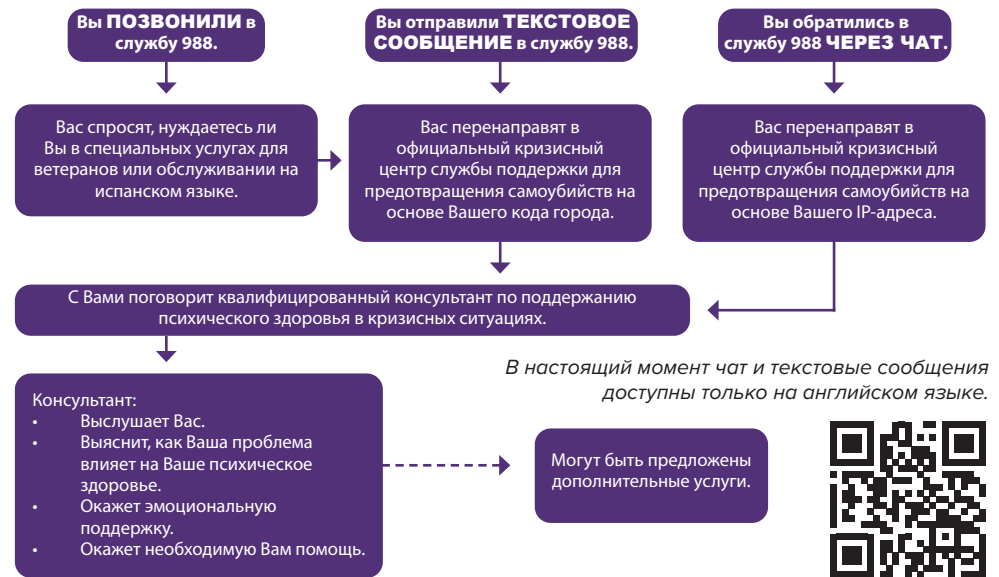 Вы ПОЗВОНИЛИ в
службу 988.
Вы отправили ТЕКСТОВОЕ
СООБЩЕНИЕ в службу 988.
Вы обратились в
службу 988 ЧЕРЕЗ ЧАТ.
Вас спросят, нуждаетесь ли
Вы в специальных услугах для
ветеранов или обслуживании на
испанском языке.
Вас перенаправят в
официальный кризисный
центр службы поддержки для
предотвращения самоубийств на
основе Вашего кода города.
Вас перенаправят в
официальный кризисный
центр службы поддержки для
предотвращения самоубийств на
основе Вашего IP-адреса.
С Вами поговорит квалифицированный консультант по поддержанию
психического здоровья в кризисных ситуациях.
В настоящий момент чат и текстовые сообщения
доступны только на английском языке.
Консультант:
• Выслушает Вас.
• Выяснит, как Ваша проблема
влияет на Ваше психическое
здоровье.
• Окажет эмоциональную
поддержку.
• Окажет необходимую Вам помощь.
Могут быть предложены
дополнительные услуги.